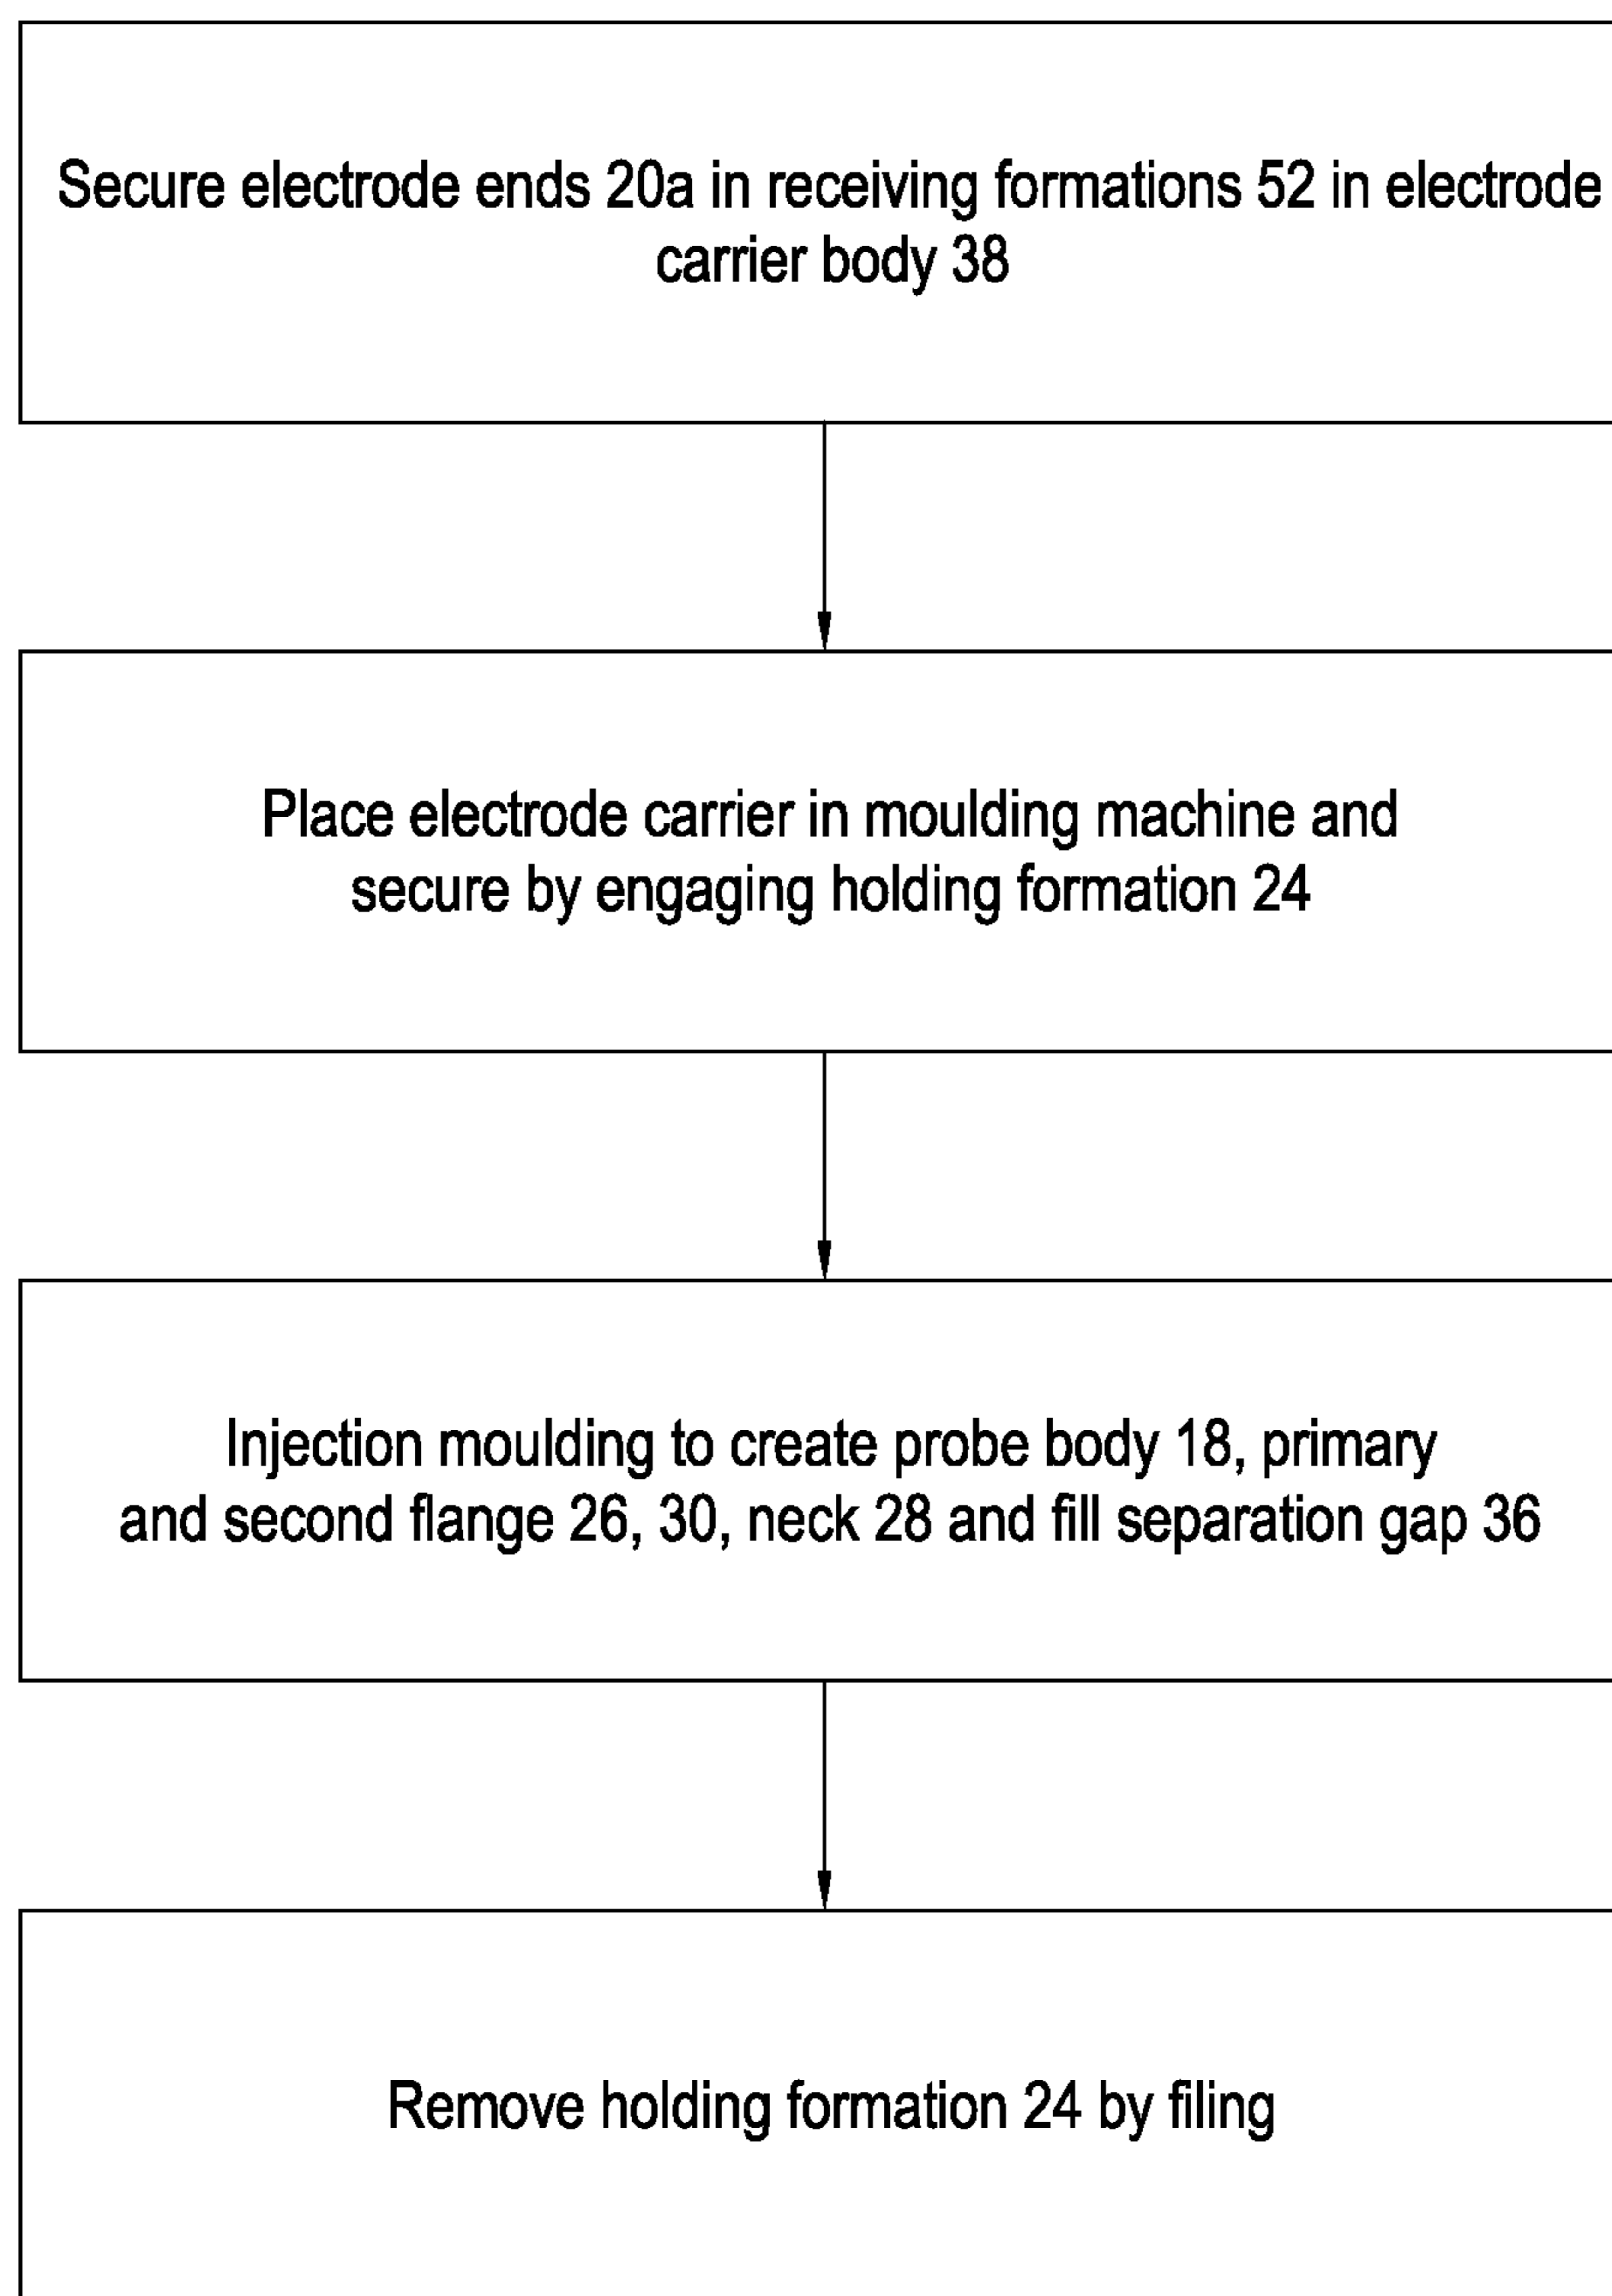 Secure electrode ends 20a in receiving formations 52 in electrode
carrier body 38
Place electrode carrier in moulding machine and
secure by engaging holding formation 24
Injection moulding to create probe body 18, primary
and second flange 26, 30, neck 28 and fill separation gap 36
Remove holding formation 24 by filing